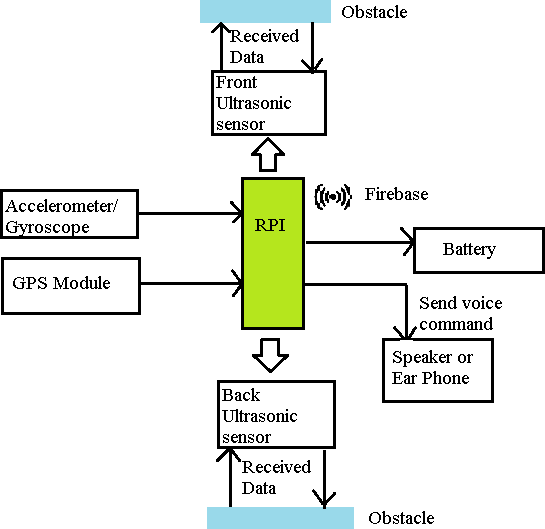 Obstacle
Received
Data
Front
Ultrasonic
sensor
Firebase
Accelerometer/
Gyroscope
RPI
Battery
GPS Module
Send voice
command
Speaker or
Ear Phone
Back
Ultrasonic
sensor
Received
Data
Obstacle